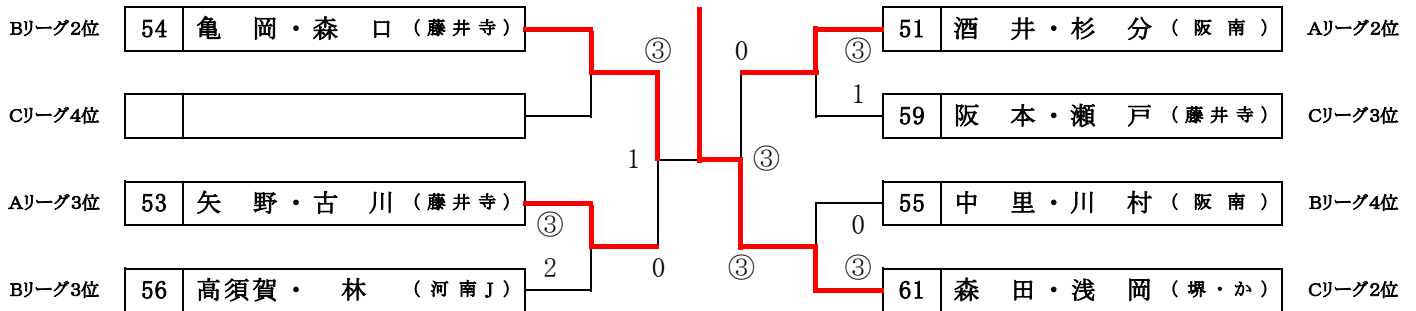 Bリーグ2位 54 亀 岡・森 口 (藤井寺)
Cリーグ4位
Aリーグ3位 53 矢 野・古 川 (藤井寺)
Bリーグ3位 56 高須賀・ 林 (河南J)
③
1
③
2
0
0
③
1
③
0
③
③
51 酒 井・杉 分 (阪南) Aリーグ2位
59 阪 本・瀬 戸 (藤井寺) Cリーグ3位
55 中 里・川 村 (阪南) Bリーグ4位
61 森 田・浅 岡 (堺・か) Cリーグ2位